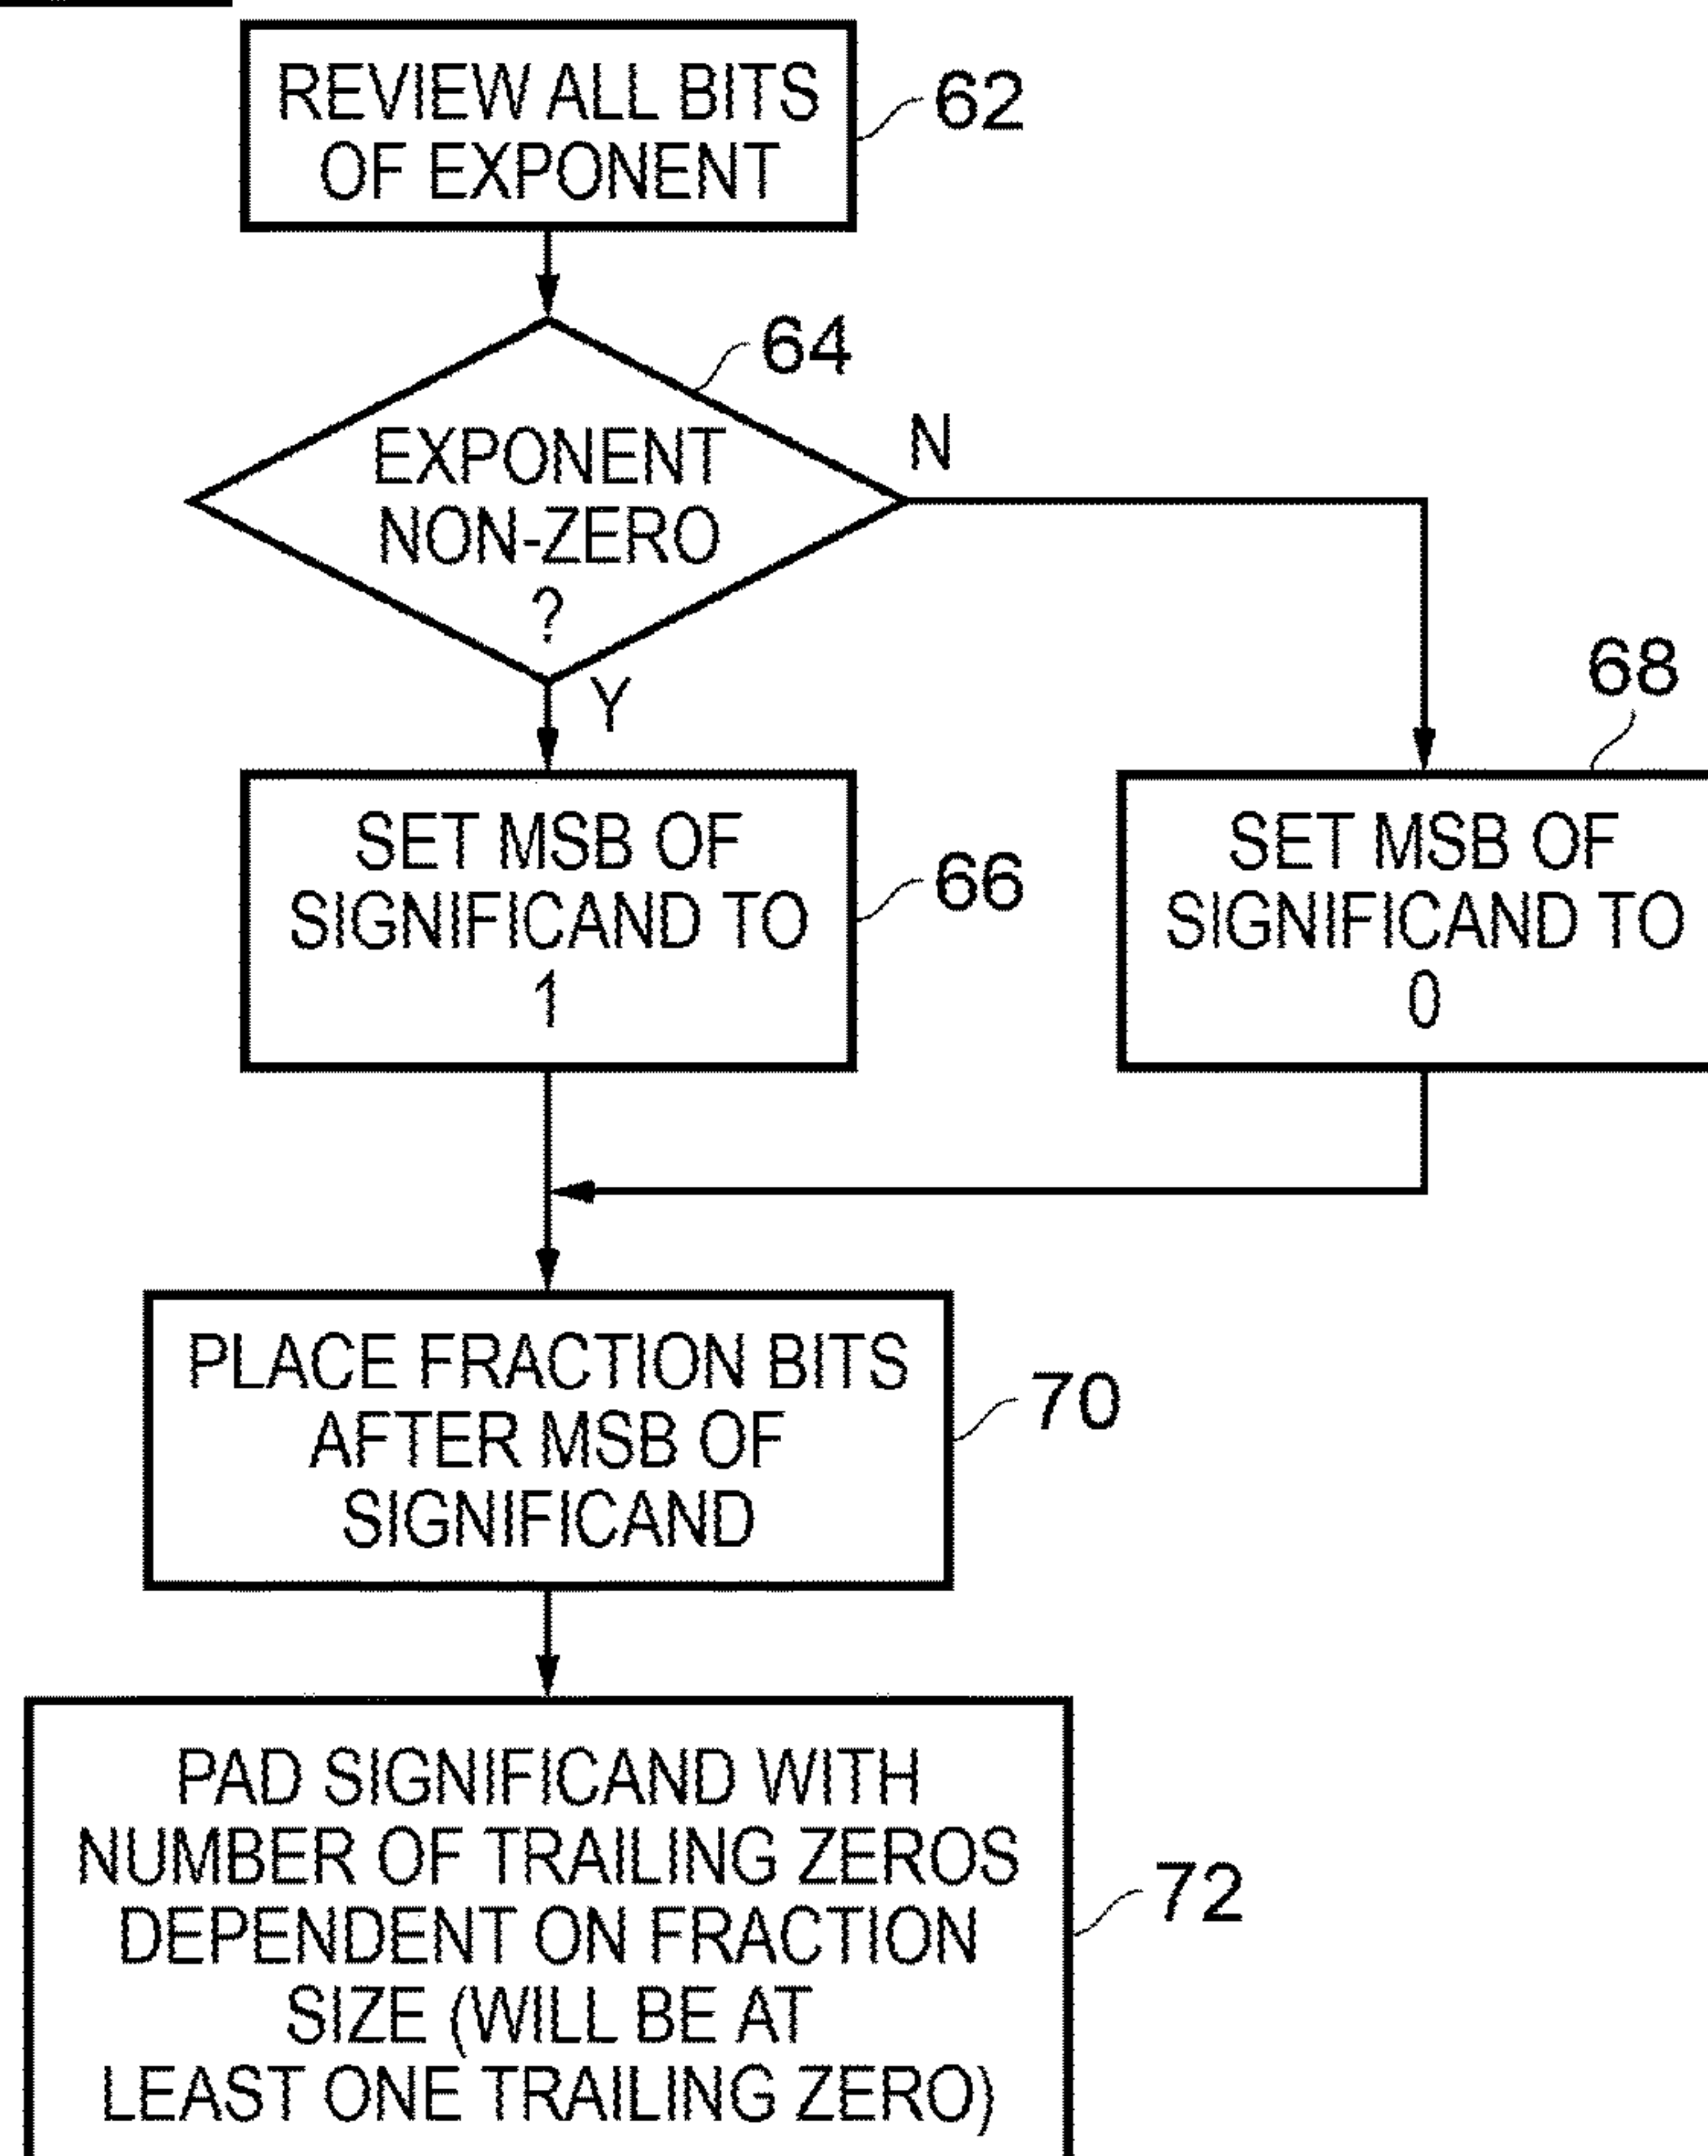 REVIEW ALL BITS
OF EXPONENT
62
64
EXPONENT
NON-ZERO
?
N
Y
68
SET MSB OF
SIGNIFICAND TO
1
66
SET MSB OF
SIGNIFICAND TO
0
PLACE FRACTION BITS
AFTER MSB OF
SIGNIFICAND
70
PAD SIGNIFICAND WITH
NUMBER OF TRAILING ZEROS
DEPENDENT ON FRACTION
SIZE (WILL BE AT
LEAST ONE TRAILING ZERO)
72